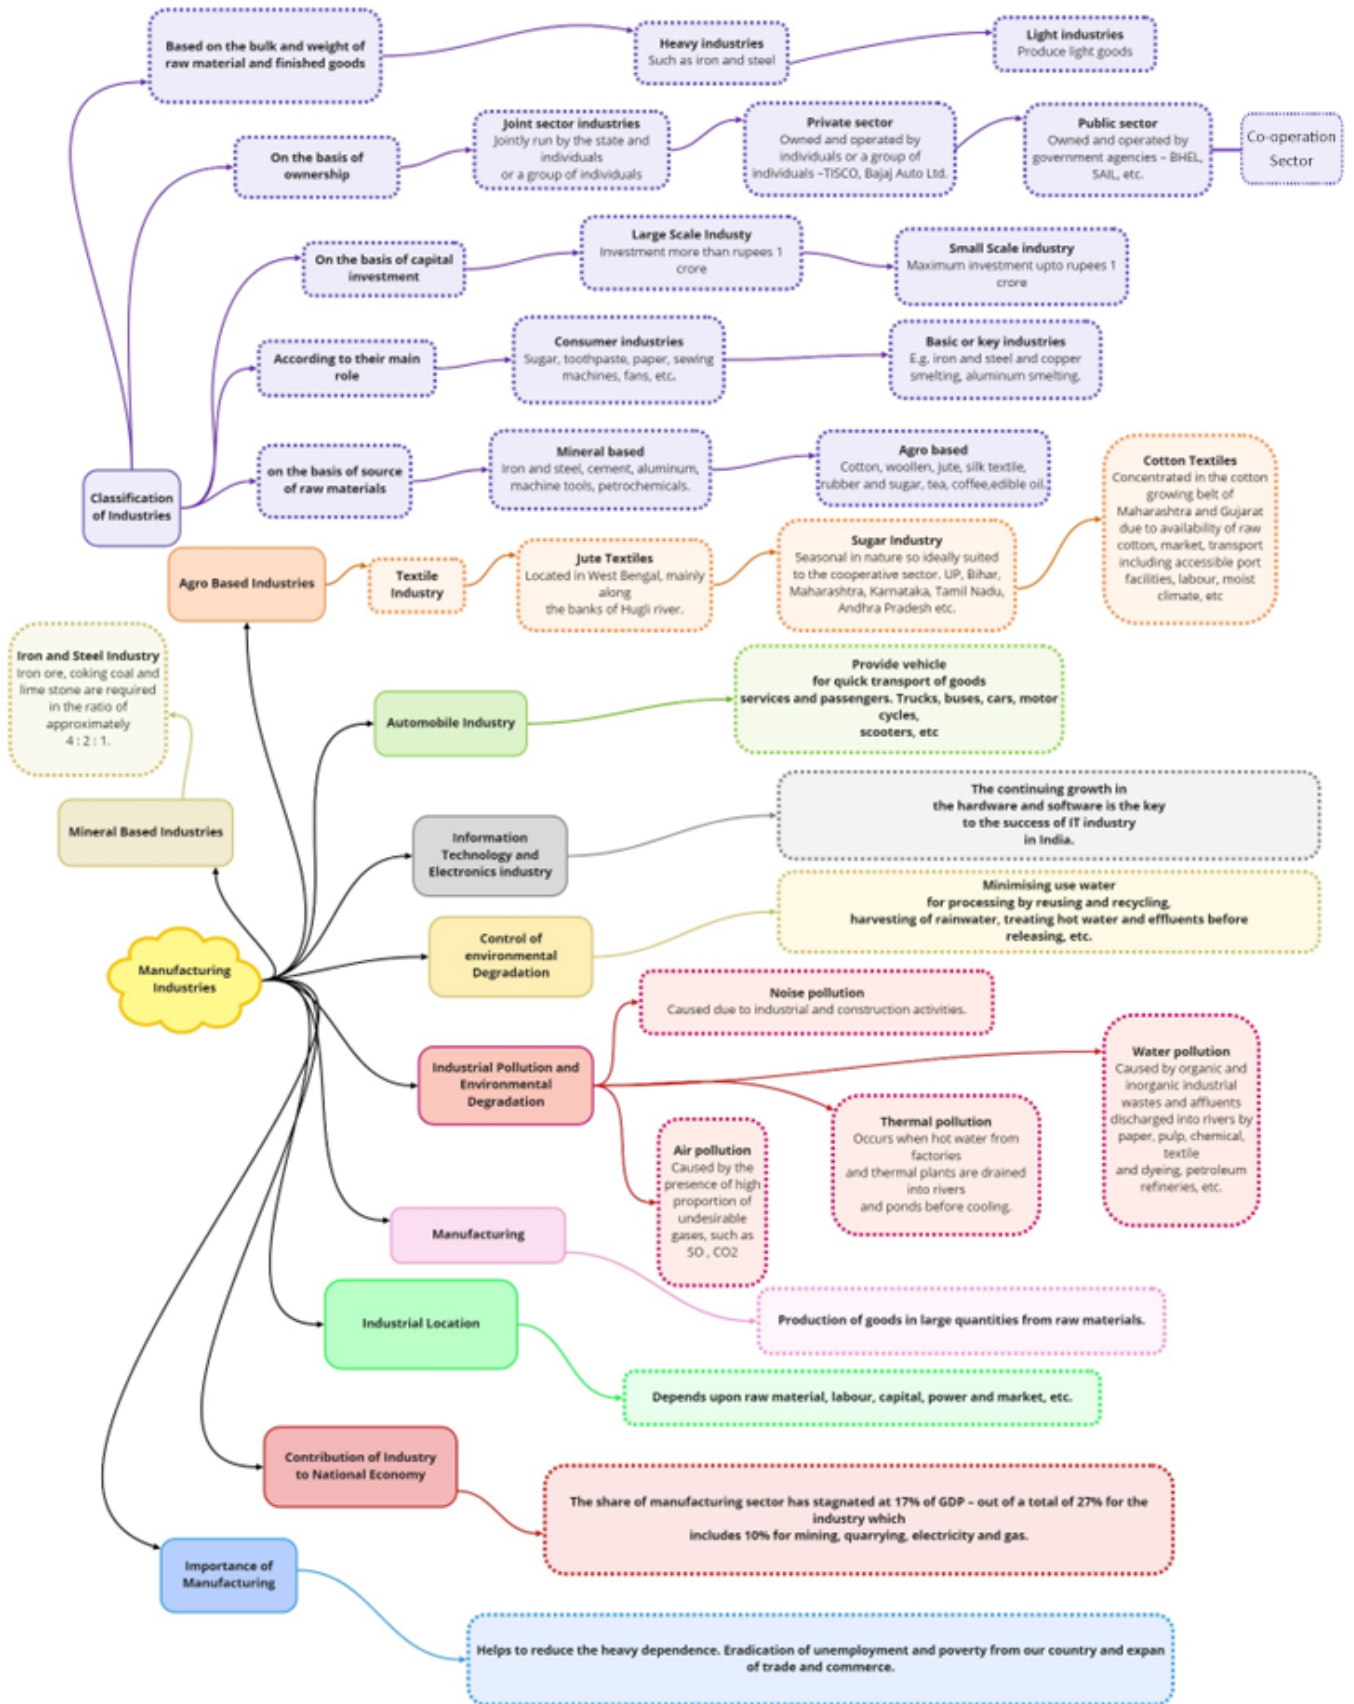 Based on the bulk and weight of
raw material and finished goods
Heavy industries
Such as iron and steel
Light industries
Produce light goods
On the basis of
ownership
Joint sector industries
Jointly run by the state and
individuals
or a group of individuals
Private sector
Owned and operated by
individuals or a group of
individuals –TISCO, Bajaj Auto Ltd.
Public sector
Owned and operated by
government agencies – BHEL,
SAIL, etc.
Co-operation
Sector
On the basis of capital
investment
Large Scale Industy
Investment more than rupees 1
crore
Small Scale industry
Maximum investment upto rupees 1
crore
According to their main
role
Consumer industries
Sugar, toothpaste, paper, sewing
machines, fans, etc.
Basic or key industries
E.g. iron and steel and copper
smelting, aluminum smelting.
Classification
of Industries
on the basis of source
of raw materials
Mineral based
Iron and steel, cement, aluminum,
machine tools, petrochemicals.
Agro based
Cotton, woollen, jute, silk textile,
rubber and sugar, tea, coffee,edible oil.
Cotton Textiles
Concentrated in the cotton
growing belt of
Maharashtra and Gujarat
due to availability of raw
cotton, market, transport
including accessible port
facilities, labour, moist
climate, etc
Agro Based Industries
Textile
Industry
Jute Textiles
Located in West Bengal, mainly
along
the banks of Hugli river.
Sugar Industry
Seasonal in nature so ideally suited
to the cooperative sector. UP, Bihar,
Maharashtra, Karnataka, Tamil Nadu,
Andhra Pradesh etc.
Iron and Steel Industry
Iron ore, coking coal and
lime stone are required
in the ratio of
approximately
4 : 2 : 1.
Mineral Based Industries
Automobile Industry
Provide vehicle
for quick transport of goods
services and passengers. Trucks, buses, cars, motor
cycles,
scooters, etc
Information
Technology and
Electronics industry
The continuing growth in
the hardware and software is the key
to the success of IT industry
in India.
Control of
environmental
Degradation
Minimising use water
for processing by reusing and recycling,
harvesting of rainwater, treating hot water and effluents before
releasing, etc.
Manufacturing
Industries
Industrial Pollution and
Environmental
Degradation
Noise pollution
Caused due to industrial and construction activities.
Water pollution
Caused by organic and
inorganic industrial
wastes and affluents
discharged into rivers by
paper, pulp, chemical,
textile
and dyeing, petroleum
refineries, etc.
Thermal pollution
Occurs when hot water from
factories
and thermal plants are drained
into rivers
and ponds before cooling.
Air pollution
Caused by the
presence of high
proportion of
undesirable
gases, such as
SO , CO2
Manufacturing
Production of goods in large quantities from raw materials.
Industrial Location
Depends upon raw material, labour, capital, power and market, etc.
Contribution of Industry
to National Economy
The share of manufacturing sector has stagnated at 17% of GDP – out of a total of 27% for the
industry which
includes 10% for mining, quarrying, electricity and gas.
Importance of
Manufacturing
Helps to reduce the heavy dependence. Eradication of unemployment and poverty from our country and expan
of trade and commerce.